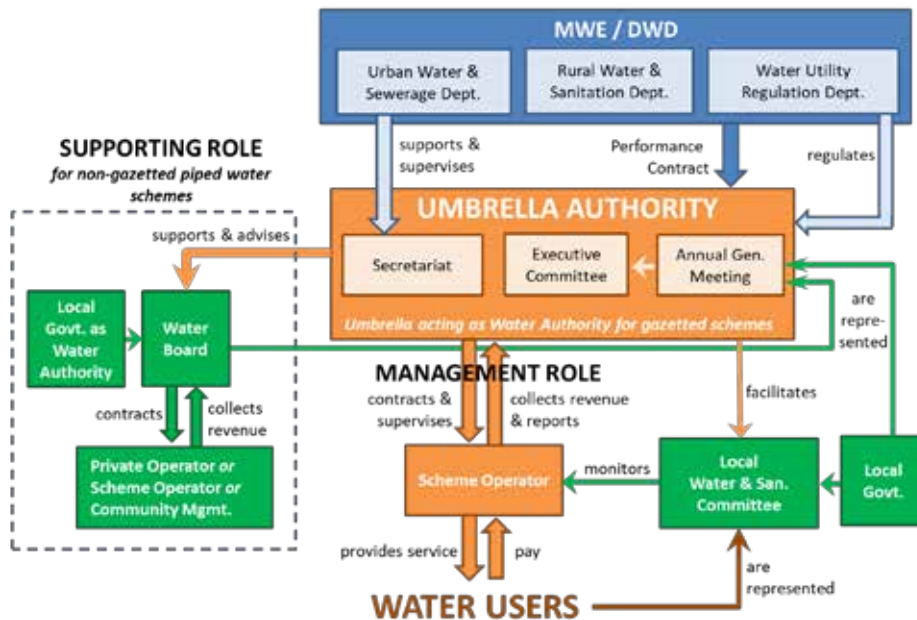 MWE / DWD
Urban Water &
Sewerage Dept.
Rural Water &
Sanitation Dept.
Water Utility
Regulation Dept.
supports &
supervises
Performance
Contract
regulates
SUPPORTING ROLE
for non-gazetted piped water
schemes
UMBRELLA AUTHORITY
Secretariat
Executive
Committee
Annual Gen.
Meeting
Umbrella acting as Water Authority for gazetted schemes
supports & advises
Local
Govt. as
Water
Authority
Water
Board
contracts
collects
revenue
Private Operator or
Scheme Operator or
Community Mgmt.
are
repre-
sented
MANAGEMENT ROLE
contracts &
supervises
collects revenue
& reports
facilitates
Scheme Operator
monitors
Local
Water & San.
Committee
Local
Govt.
provides service
pay
are
represented
WATER USERS